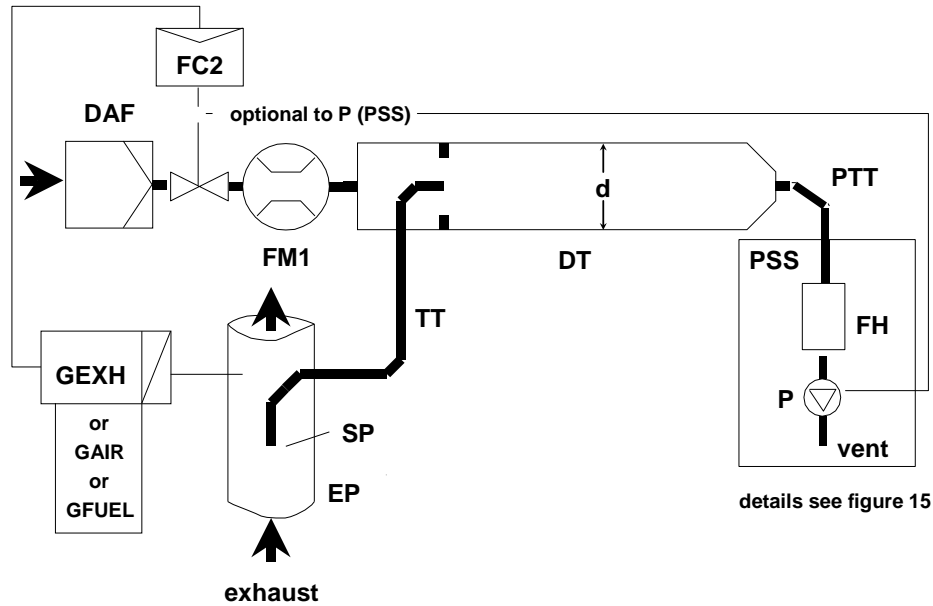 FC2
DAF
optional to P (PSS)
d
PTT
FM1
DT
PSS
TT
FH
GEXH
P
or
GAIR
or
GFUEL
SP
vent
EP
details see figure 15
exhaust